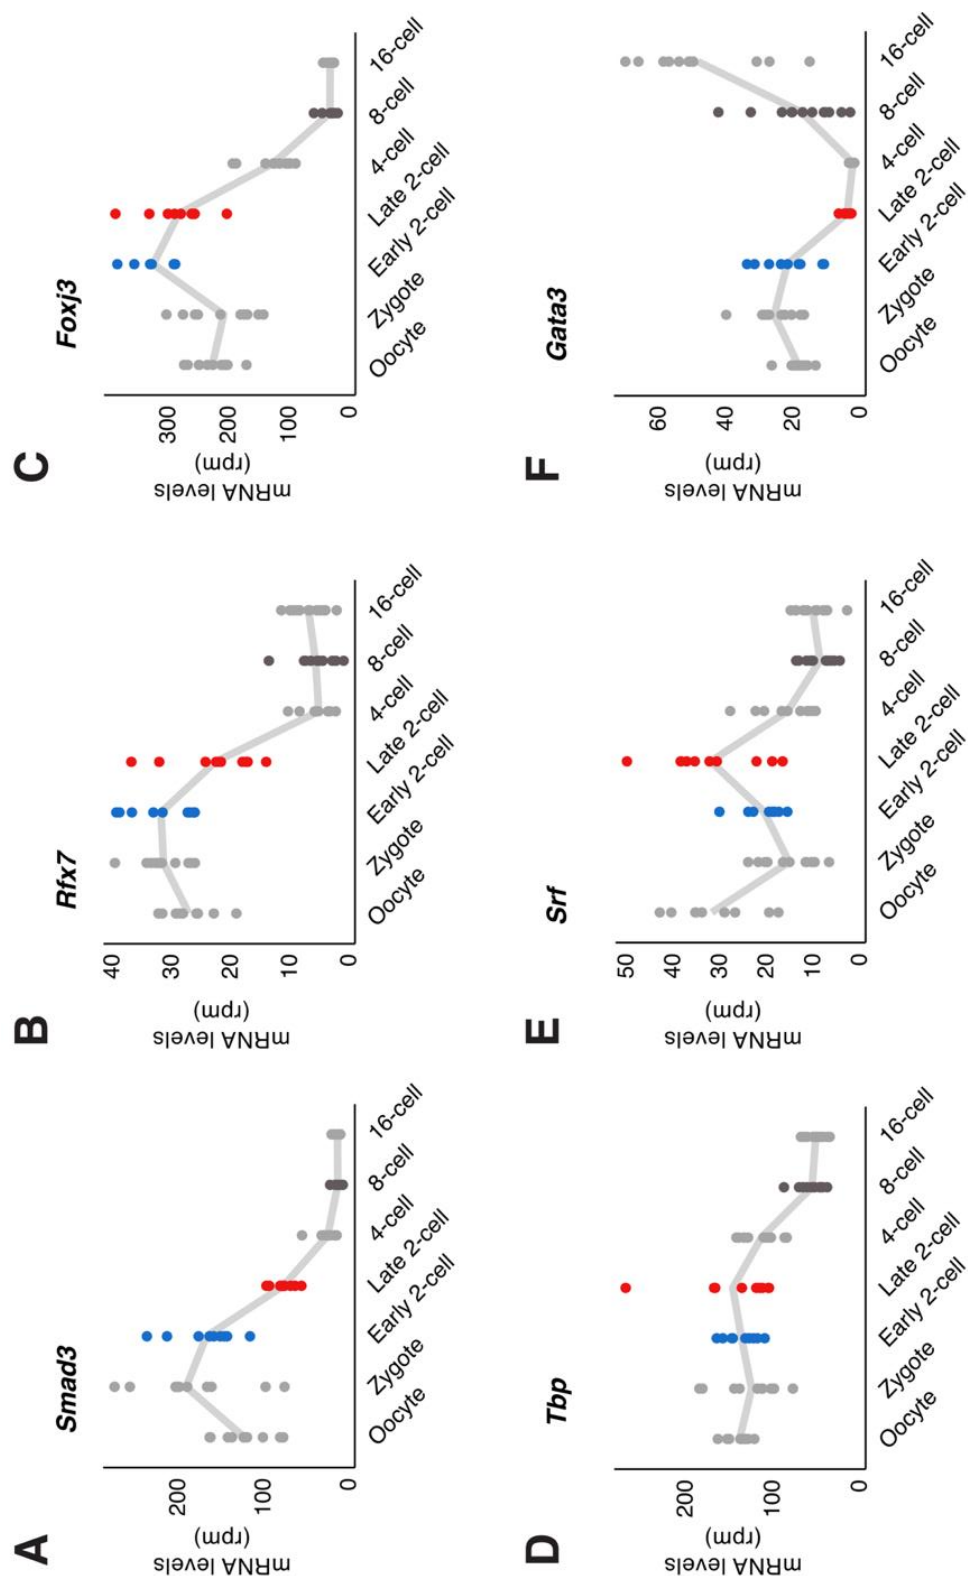 A
Smad3
mRNA levels
(rpm)
200
100
0
Oocyte
Zygote
Early 2-cell
Late 2-cell
4-cell
8-cell
16-cell
B
Rfx7
mRNA levels
(rpm)
40
30
20
10
0
Oocyte
Zygote
Early 2-cell
Late 2-cell
4-cell
8-cell
16-cell
C
Foxj3
mRNA levels
(rpm)
300
200
100
0
Oocyte
Zygote
Early 2-cell
Late 2-cell
4-cell
8-cell
16-cell
D
Tbp
mRNA levels
(rpm)
200
100
0
Oocyte
Zygote
Early 2-cell
Late 2-cell
4-cell
8-cell
16-cell
E
Srf
mRNA levels
(rpm)
50
40
30
20
10
0
Oocyte
Zygote
Early 2-cell
Late 2-cell
4-cell
8-cell
16-cell
F
Gata3
mRNA levels
(rpm)
60
40
20
0
Oocyte
Zygote
Early 2-cell
Late 2-cell
4-cell
8-cell
16-cell